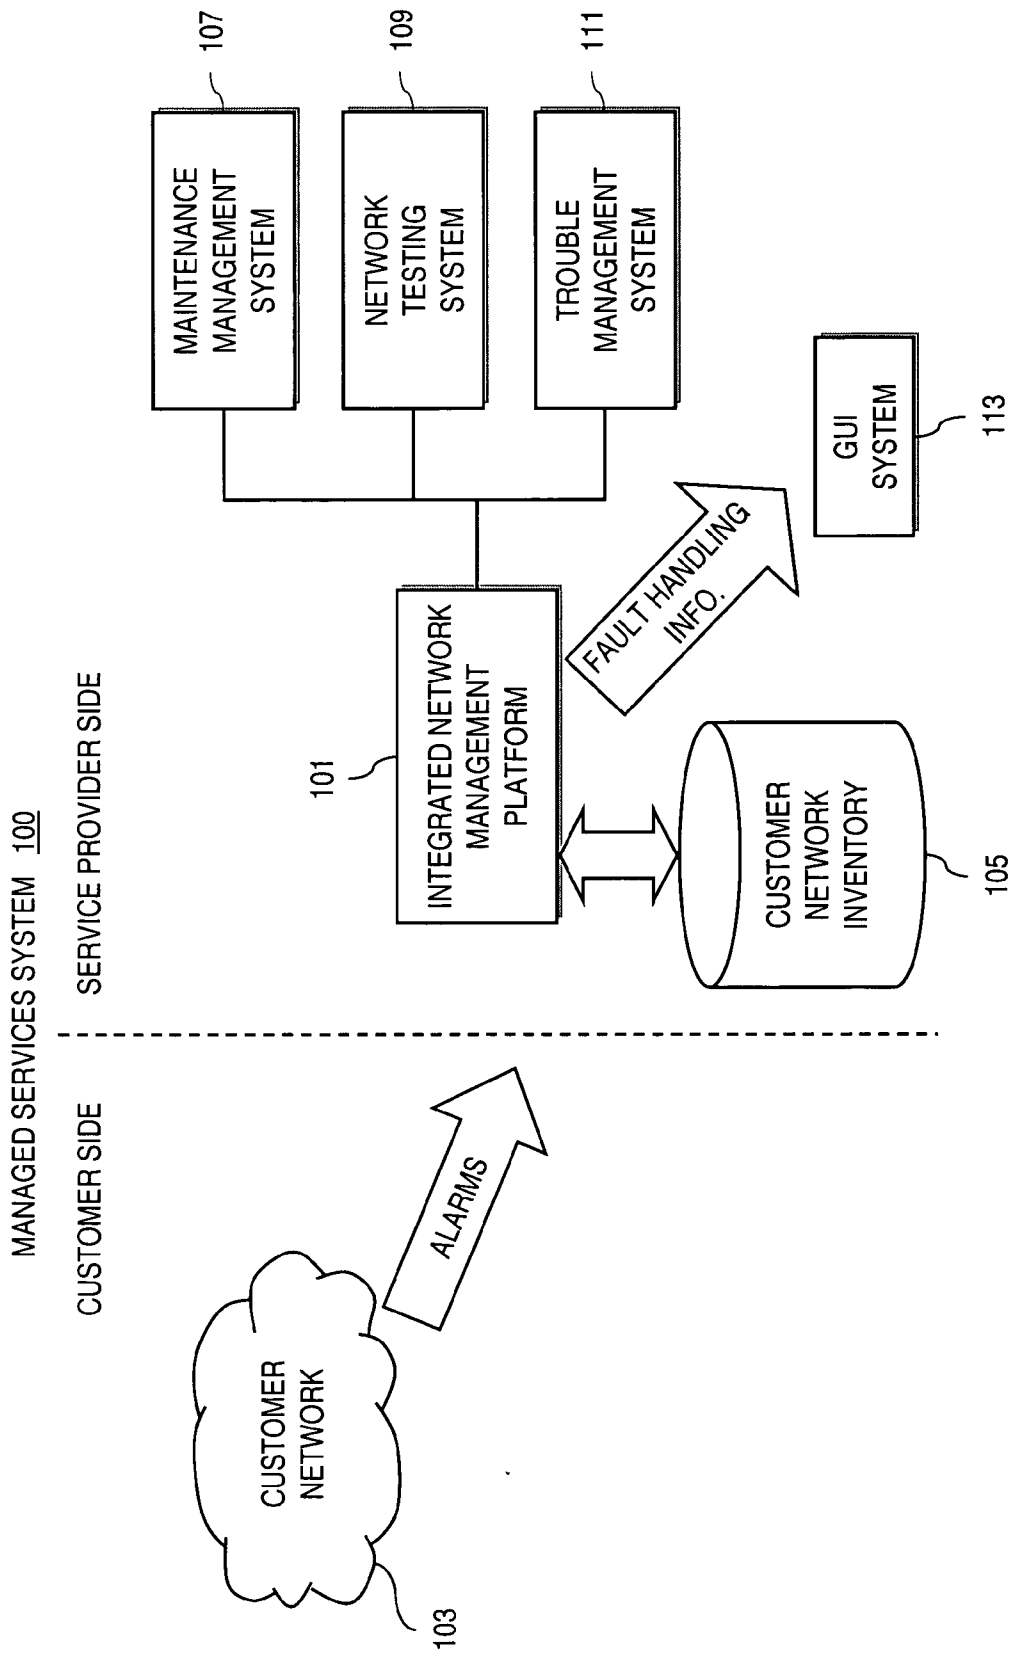 MANAGED SERVICES SYSTEM 100
CUSTOMER SIDE
SERVICE PROVIDER SIDE
CUSTOMER
NETWORK
103
ALARMS
101
INTEGRATED NETWORK
MANAGEMENT
PLATFORM
CUSTOMER
NETWORK
INVENTORY
105
FAULT HANDLING
INFO.
MAINTENANCE
MANAGEMENT
SYSTEM
107
NETWORK
TESTING
SYSTEM
109
TROUBLE
MANAGEMENT
SYSTEM
111
GUI
SYSTEM
113